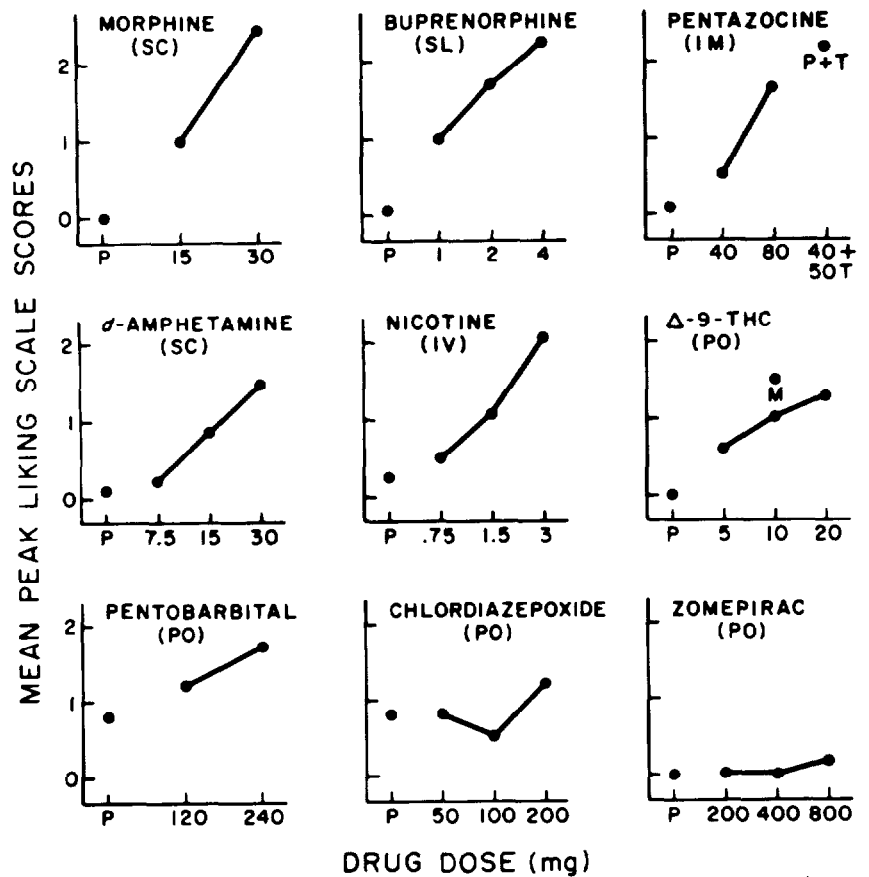 MEAN PEAK LIKING SCALE SCORES
MORPHINE
(SC)
2
1
0
P 15 30
BUPRENORPHINE
(SL)
P 1 2 4
PENTAZOCINE
(IM)
P+T
P 40 80 40+
50T
d-AMPHETAMINE
(SC)
2
1
0
P 7.5 15 30
NICOTINE
(IV)
P .75 1.5 3
Δ-9-THC
(PO)
M
P 5 10 20
PENTOBARBITAL
(PO)
2
1
0
P 120 240
CHLORDIAZEPOXIDE
(PO)
P 50 100 200
ZOMEPIRAC
(PO)
P 200 400 800
DRUG DOSE (mg)